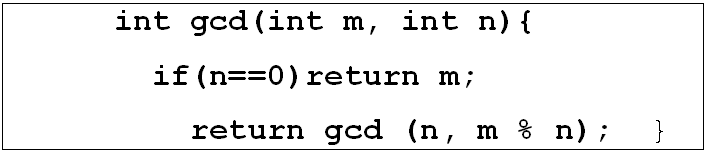 int gcd(int m, int n){
if(n==0)return m;
return gcd (n, m % n); }